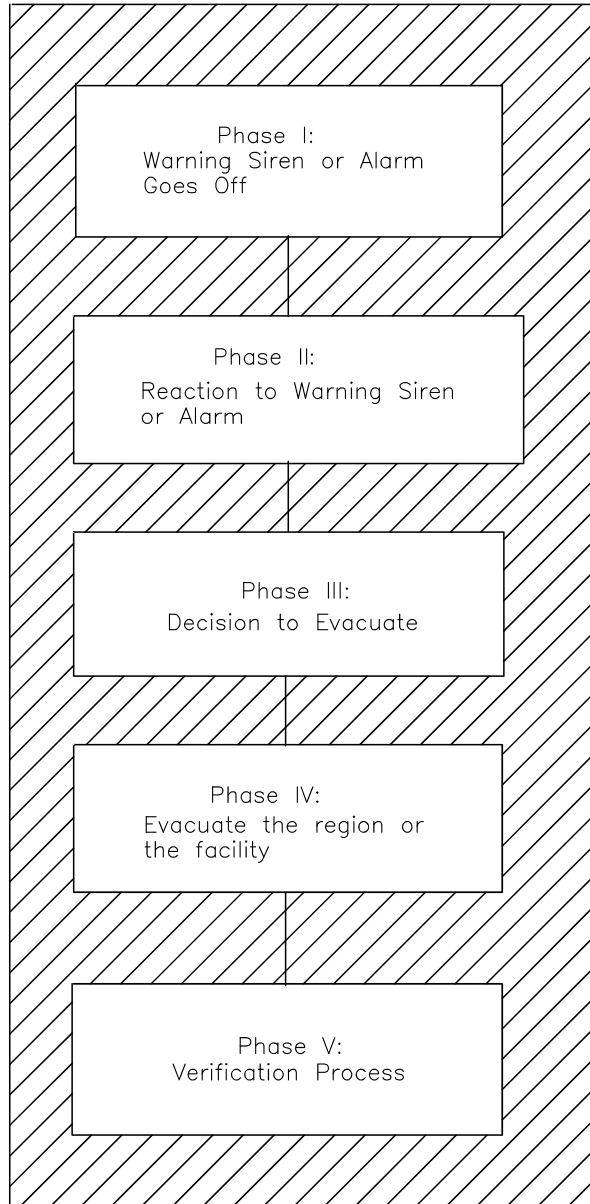 Phase I:
Warning Siren or Alarm
Goes Off
Phase II:
Reaction to Warning Siren
or Alarm
Phase III:
Decision to Evacuate
Phase IV:
Evacuate the region or
the facility
Phase V:
Verification Process